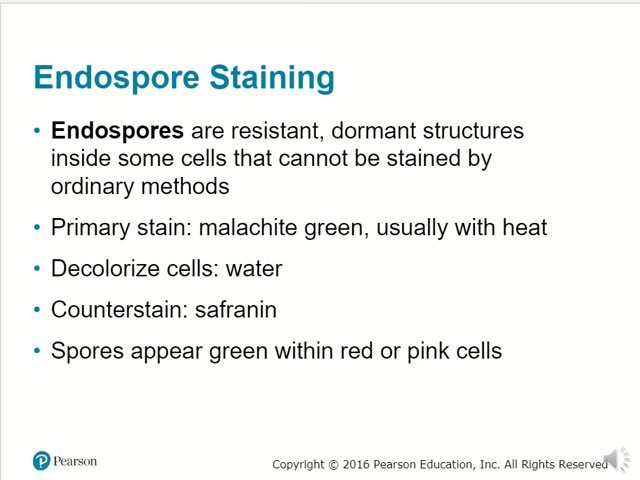 Endospore Staining
• Endospores are resistant, dormant structures
inside some cells that cannot be stained by
ordinary methods
• Primary stain: malachite green, usually with heat
• Decolorize cells: water
• Counterstain: safranin
• Spores appear green within red or pink cells
Pearson
Copyright © 2016 Pearson Education, Inc. All Rights Reserved